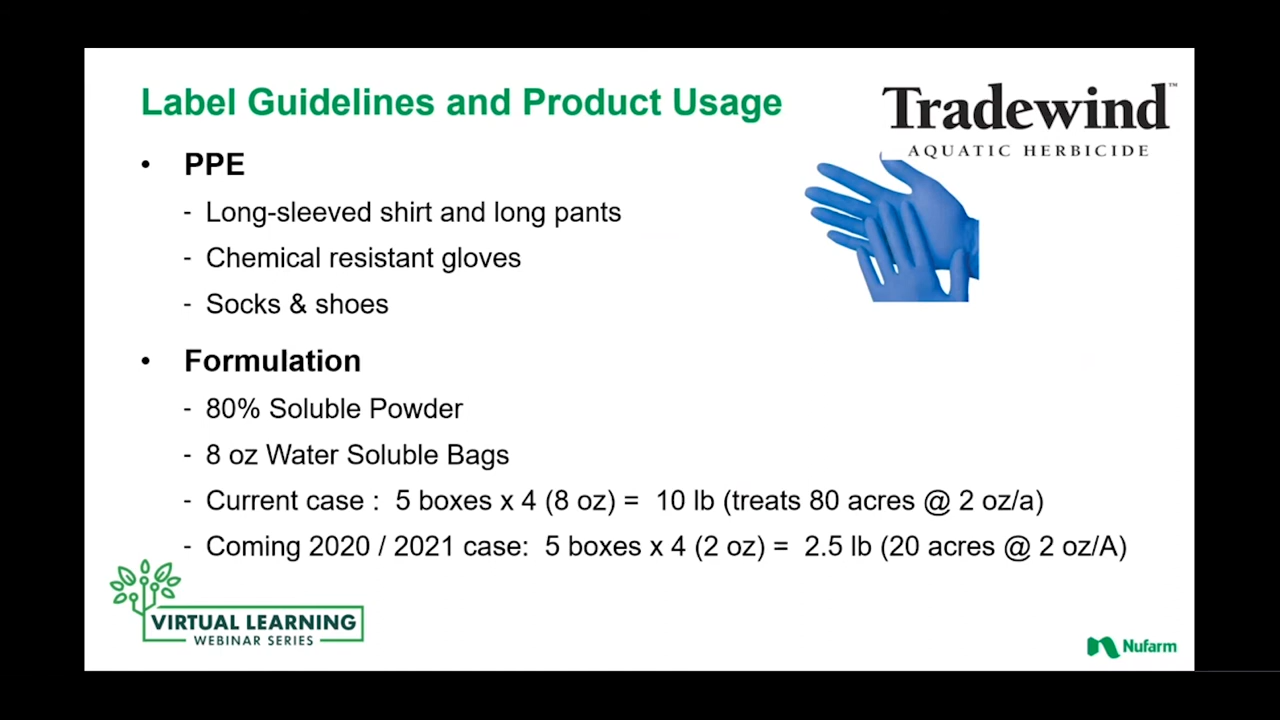 Label Guidelines and Product Usage
Tradewind™
AQUATIC HERBICIDE
• PPE
- Long-sleeved shirt and long pants
- Chemical resistant gloves
- Socks & shoes
• Formulation
- 80% Soluble Powder
- 8 oz Water Soluble Bags
- Current case : 5 boxes x 4 (8 oz) = 10 lb (treats 80 acres @ 2 oz/a)
- Coming 2020 / 2021 case: 5 boxes x 4 (2 oz) = 2.5 lb (20 acres @ 2 oz/A)
VIRTUAL LEARNING
WEBINAR SERIES
Nufarm